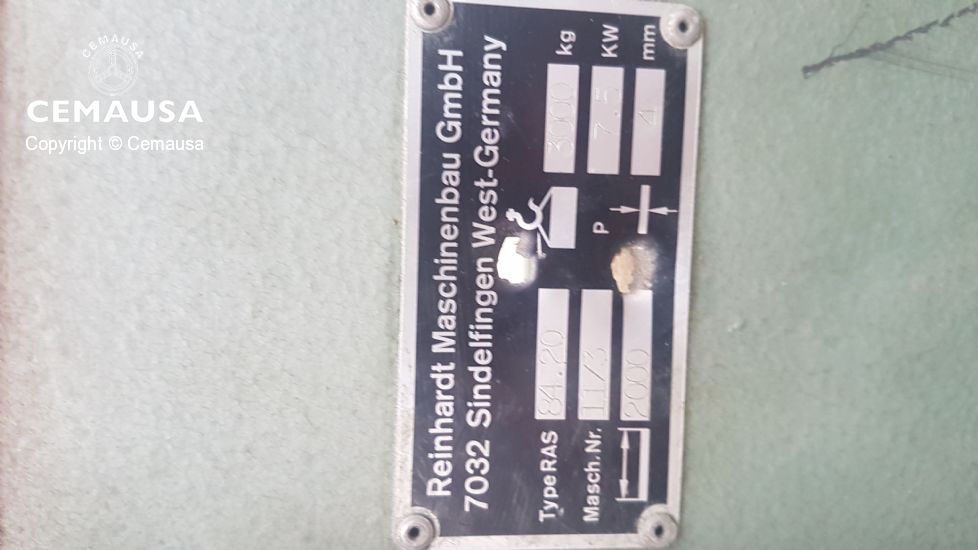 CEMAUSA
CEMAUSA
Copyright © Cemausa
Reinhardt Maschinenbau GmbH
7032 Sindelfingen West-Germany
Type RAS 84.20 3000 kg
Masch.Nr. 11/3 P 7.5 KW
2000 4 mm